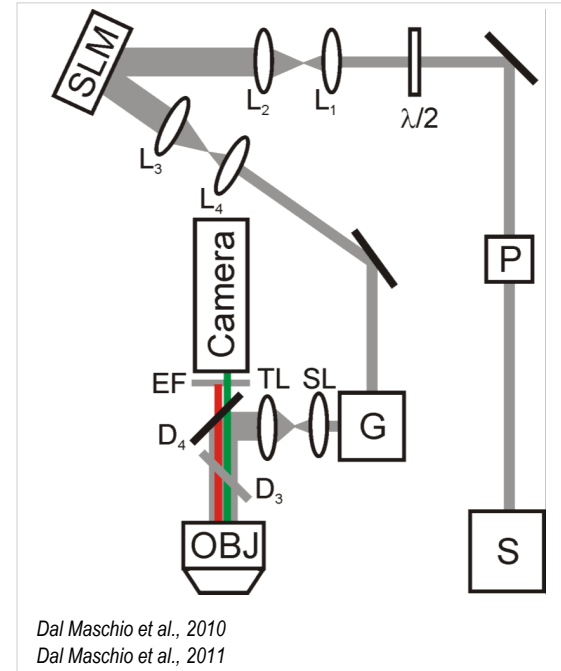 SLM
L2
L1
λ/2
L3
L4
P
Camera
EF
TL
SL
G
D4
D3
OBJ
S
Dal Maschio et al., 2010
Dal Maschio et al., 2011